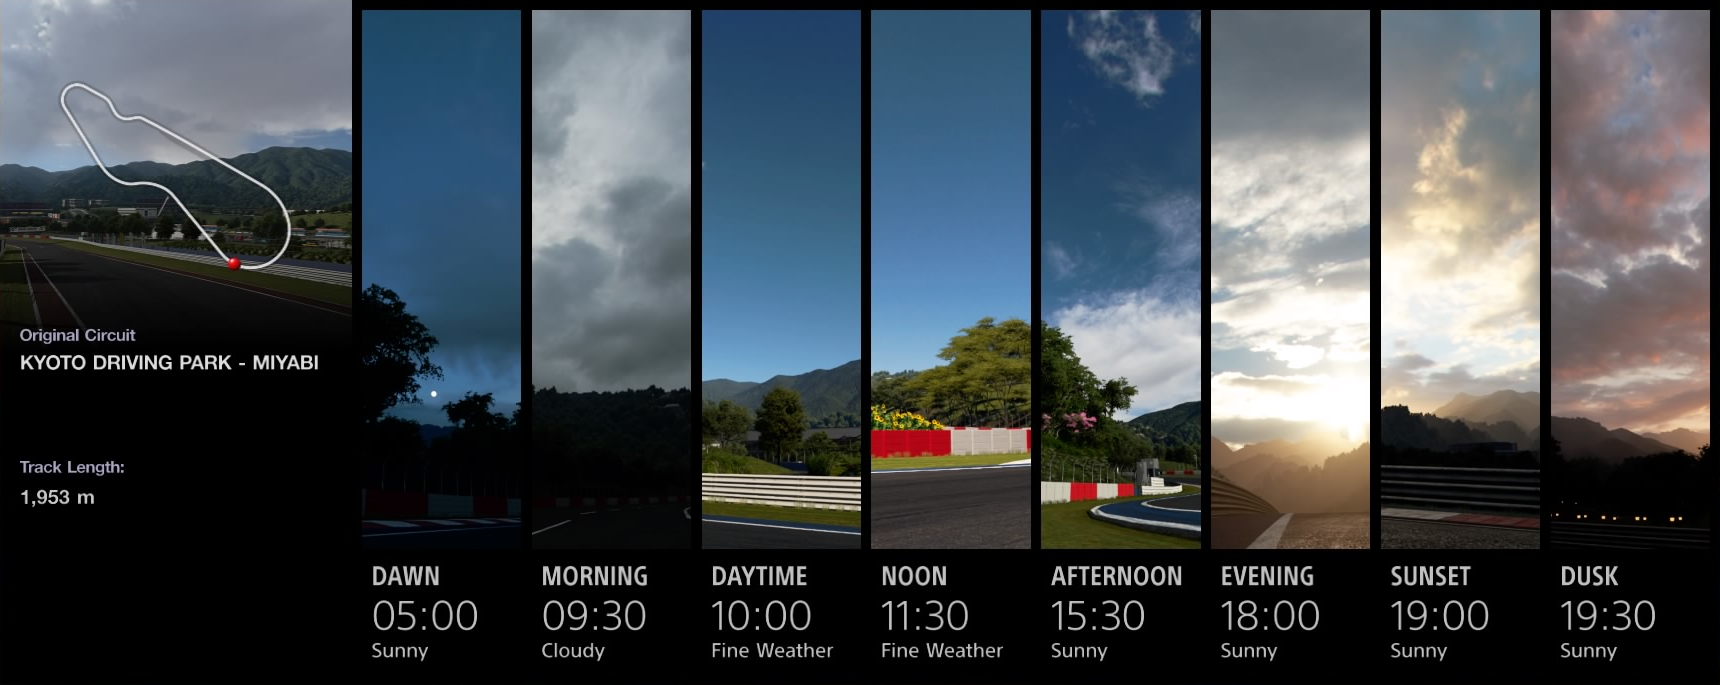 Original Circuit
KYOTO DRIVING PARK - MIYABI
Track Length:
1,953 m
DAWN
05:00
Sunny
MORNING
09:30
Cloudy
DAYTIME
10:00
Fine Weather
NOON
11:30
Fine Weather
AFTERNOON
15:30
Sunny
EVENING
18:00
Sunny
SUNSET
19:00
Sunny
DUSK
19:30
Sunny